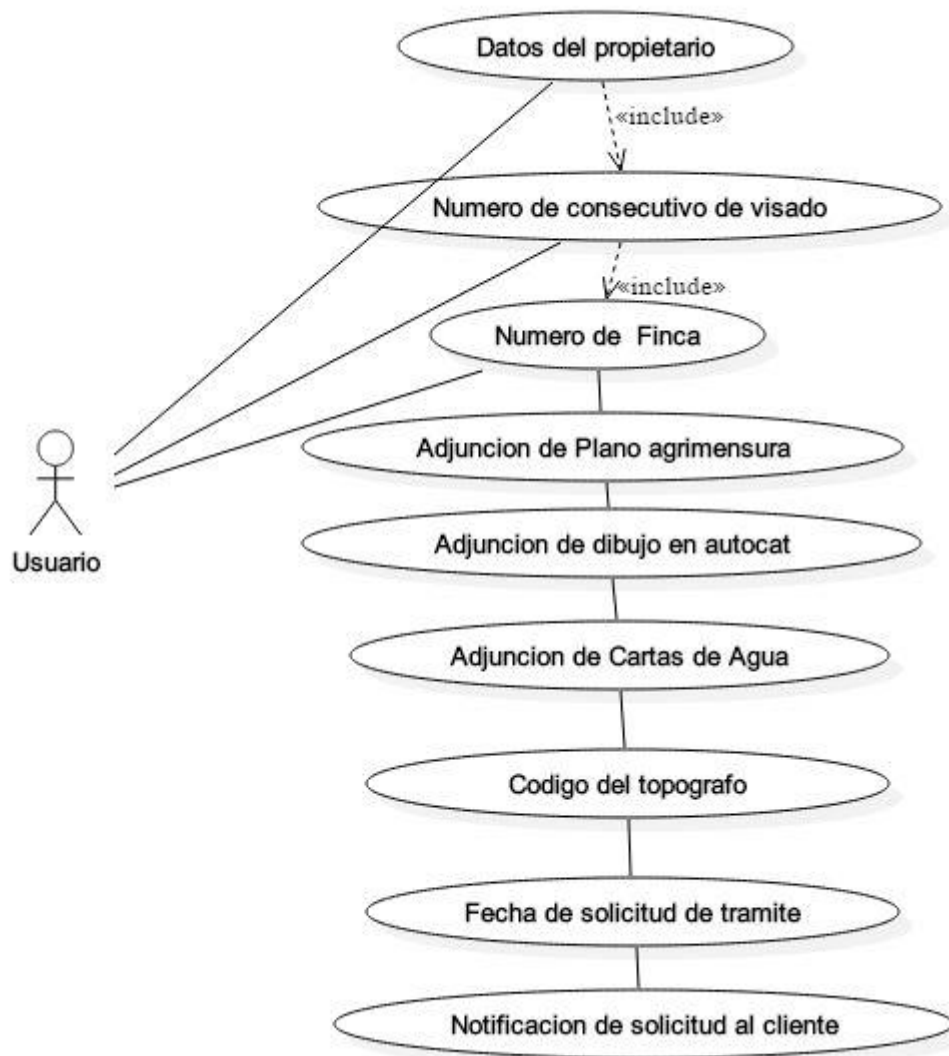 Datos del propietario
«include»
Numero de consecutivo de visado
«include»
Numero de Finca
Adjuncion de Plano agrimensura
Adjuncion de dibujo en autocat
Usuario
Adjuncion de Cartas de Agua
Codigo del topografo
Fecha de solicitud de tramite
Notificacion de solicitud al cliente